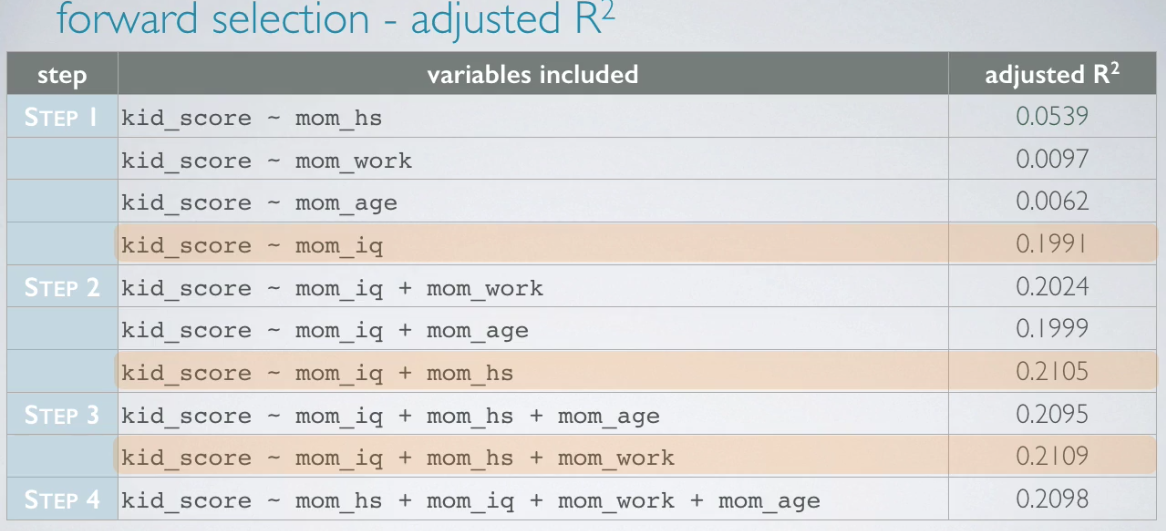 forward selection - adjusted R²
step variables included adjusted R²
STEP 1 kid_score ~ mom_hs 0.0539
kid_score ~ mom_work 0.0097
kid_score ~ mom_age 0.0062
kid_score ~ mom_iq 0.1991
STEP 2 kid_score ~ mom_iq + mom_work 0.2024
kid_score ~ mom_iq + mom_age 0.1999
kid_score ~ mom_iq + mom_hs 0.2105
STEP 3 kid_score ~ mom_iq + mom_hs + mom_age 0.2095
kid_score ~ mom_iq + mom_hs + mom_work 0.2109
STEP 4 kid_score ~ mom_hs + mom_iq + mom_work + mom_age 0.2098